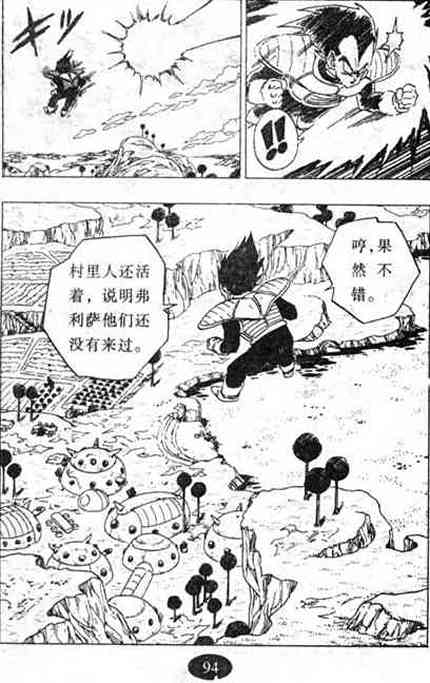 ギッ
!!
哼，果
然不
错。
村里人还活
着，说明弗
利萨他们还
没有来过。
94